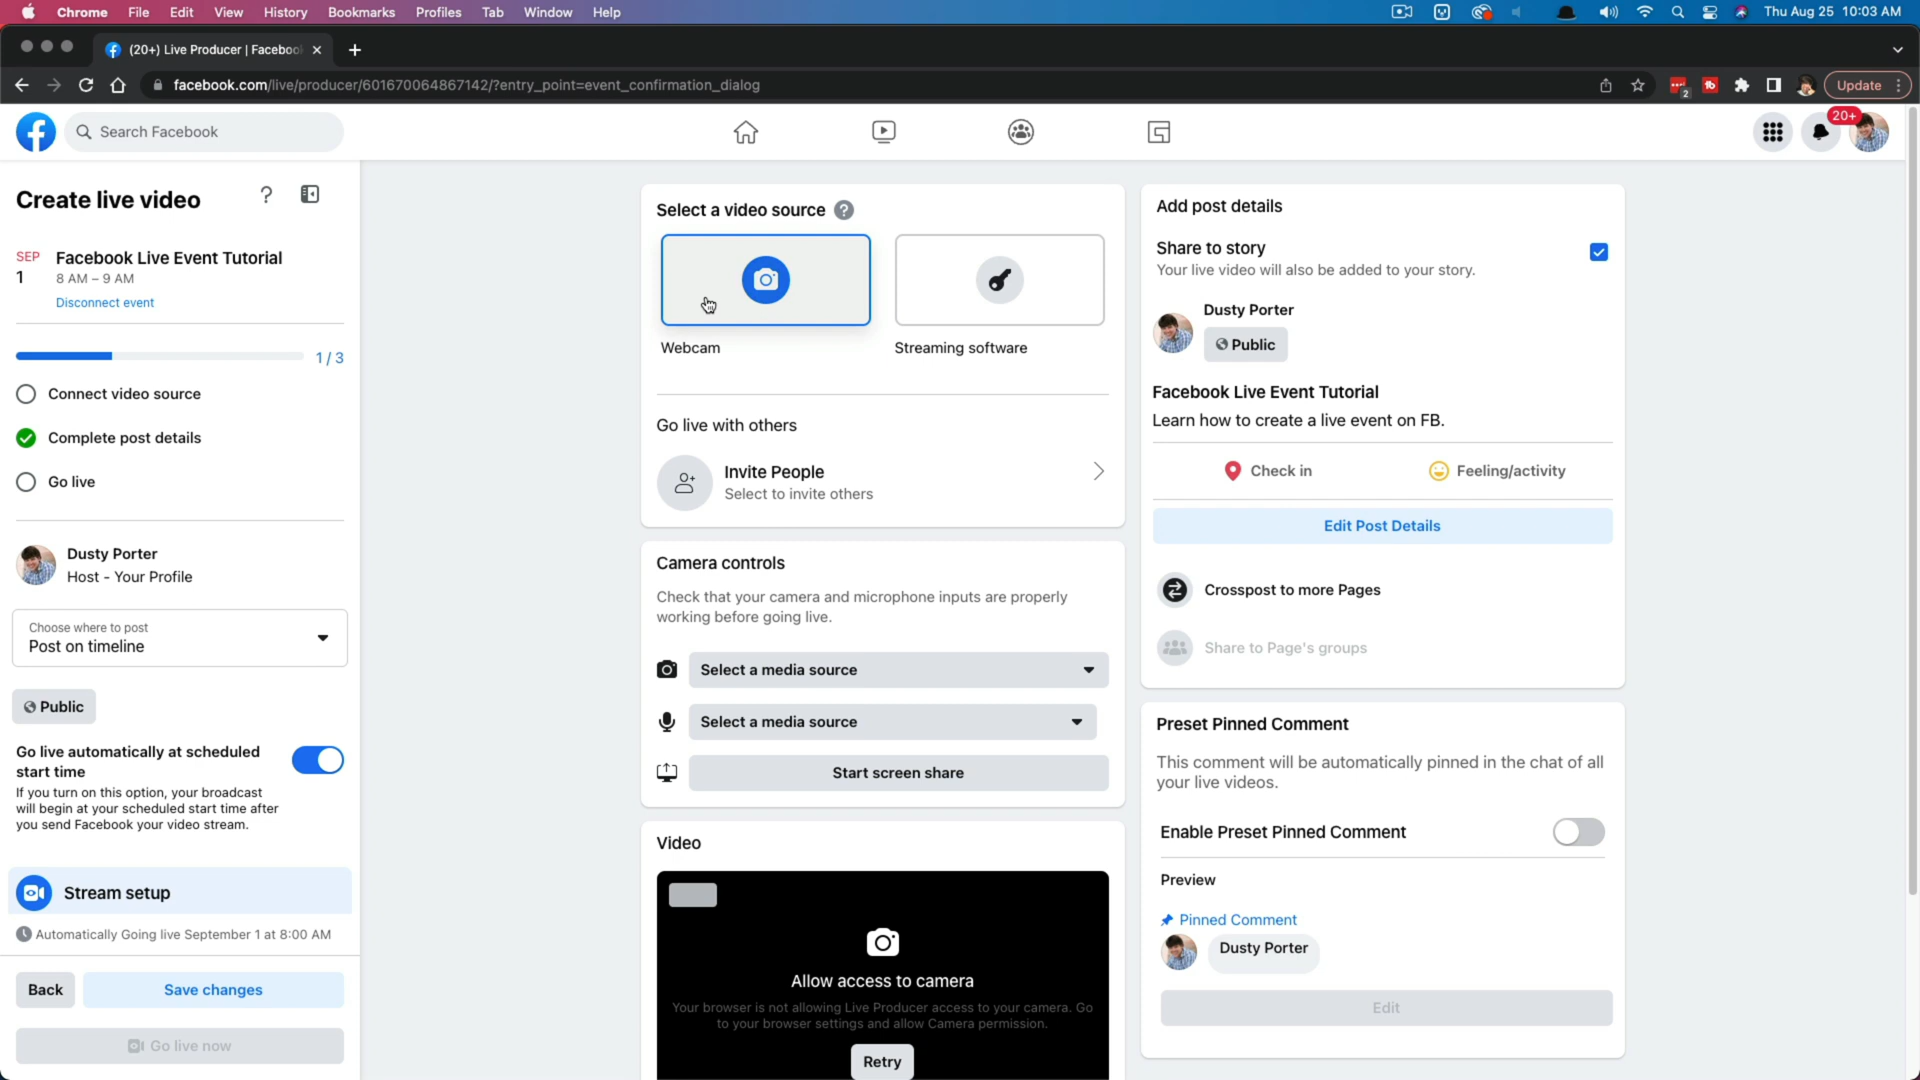 Chrome File Edit View History Bookmarks Profiles Tab Window Help
Thu Aug 25 10:03 AM
(20+) Live Producer | Faceboo
facebook.com/live/producer/601670064867142/?entry_point=event_confirmation_dialog
2
Update
Search Facebook
20+
Create live video
?
SEP
1
Facebook Live Event Tutorial
8 AM – 9 AM
Disconnect event
1 / 3
Connect video source
Complete post details
Go live
Dusty Porter
Host - Your Profile
Choose where to post
Post on timeline
Public
Go live automatically at scheduled
start time
If you turn on this option, your broadcast
will begin at your scheduled start time after
you send Facebook your video stream.
Stream setup
Automatically Going live September 1 at 8:00 AM
Back
Save changes
Go live now
Select a video source ?
Webcam
Streaming software
Go live with others
Invite People
Select to invite others
Camera controls
Check that your camera and microphone inputs are properly
working before going live.
Select a media source
Select a media source
Start screen share
Video
Allow access to camera
Your browser is not allowing Live Producer access to your camera. Go
to your browser settings and allow Camera permission.
Retry
Add post details
Share to story
Your live video will also be added to your story.
Dusty Porter
Public
Facebook Live Event Tutorial
Learn how to create a live event on FB.
Check in
Feeling/activity
Edit Post Details
Crosspost to more Pages
Share to Page's groups
Preset Pinned Comment
This comment will be automatically pinned in the chat of all
your live videos.
Enable Preset Pinned Comment
Preview
Pinned Comment
Dusty Porter
Edit